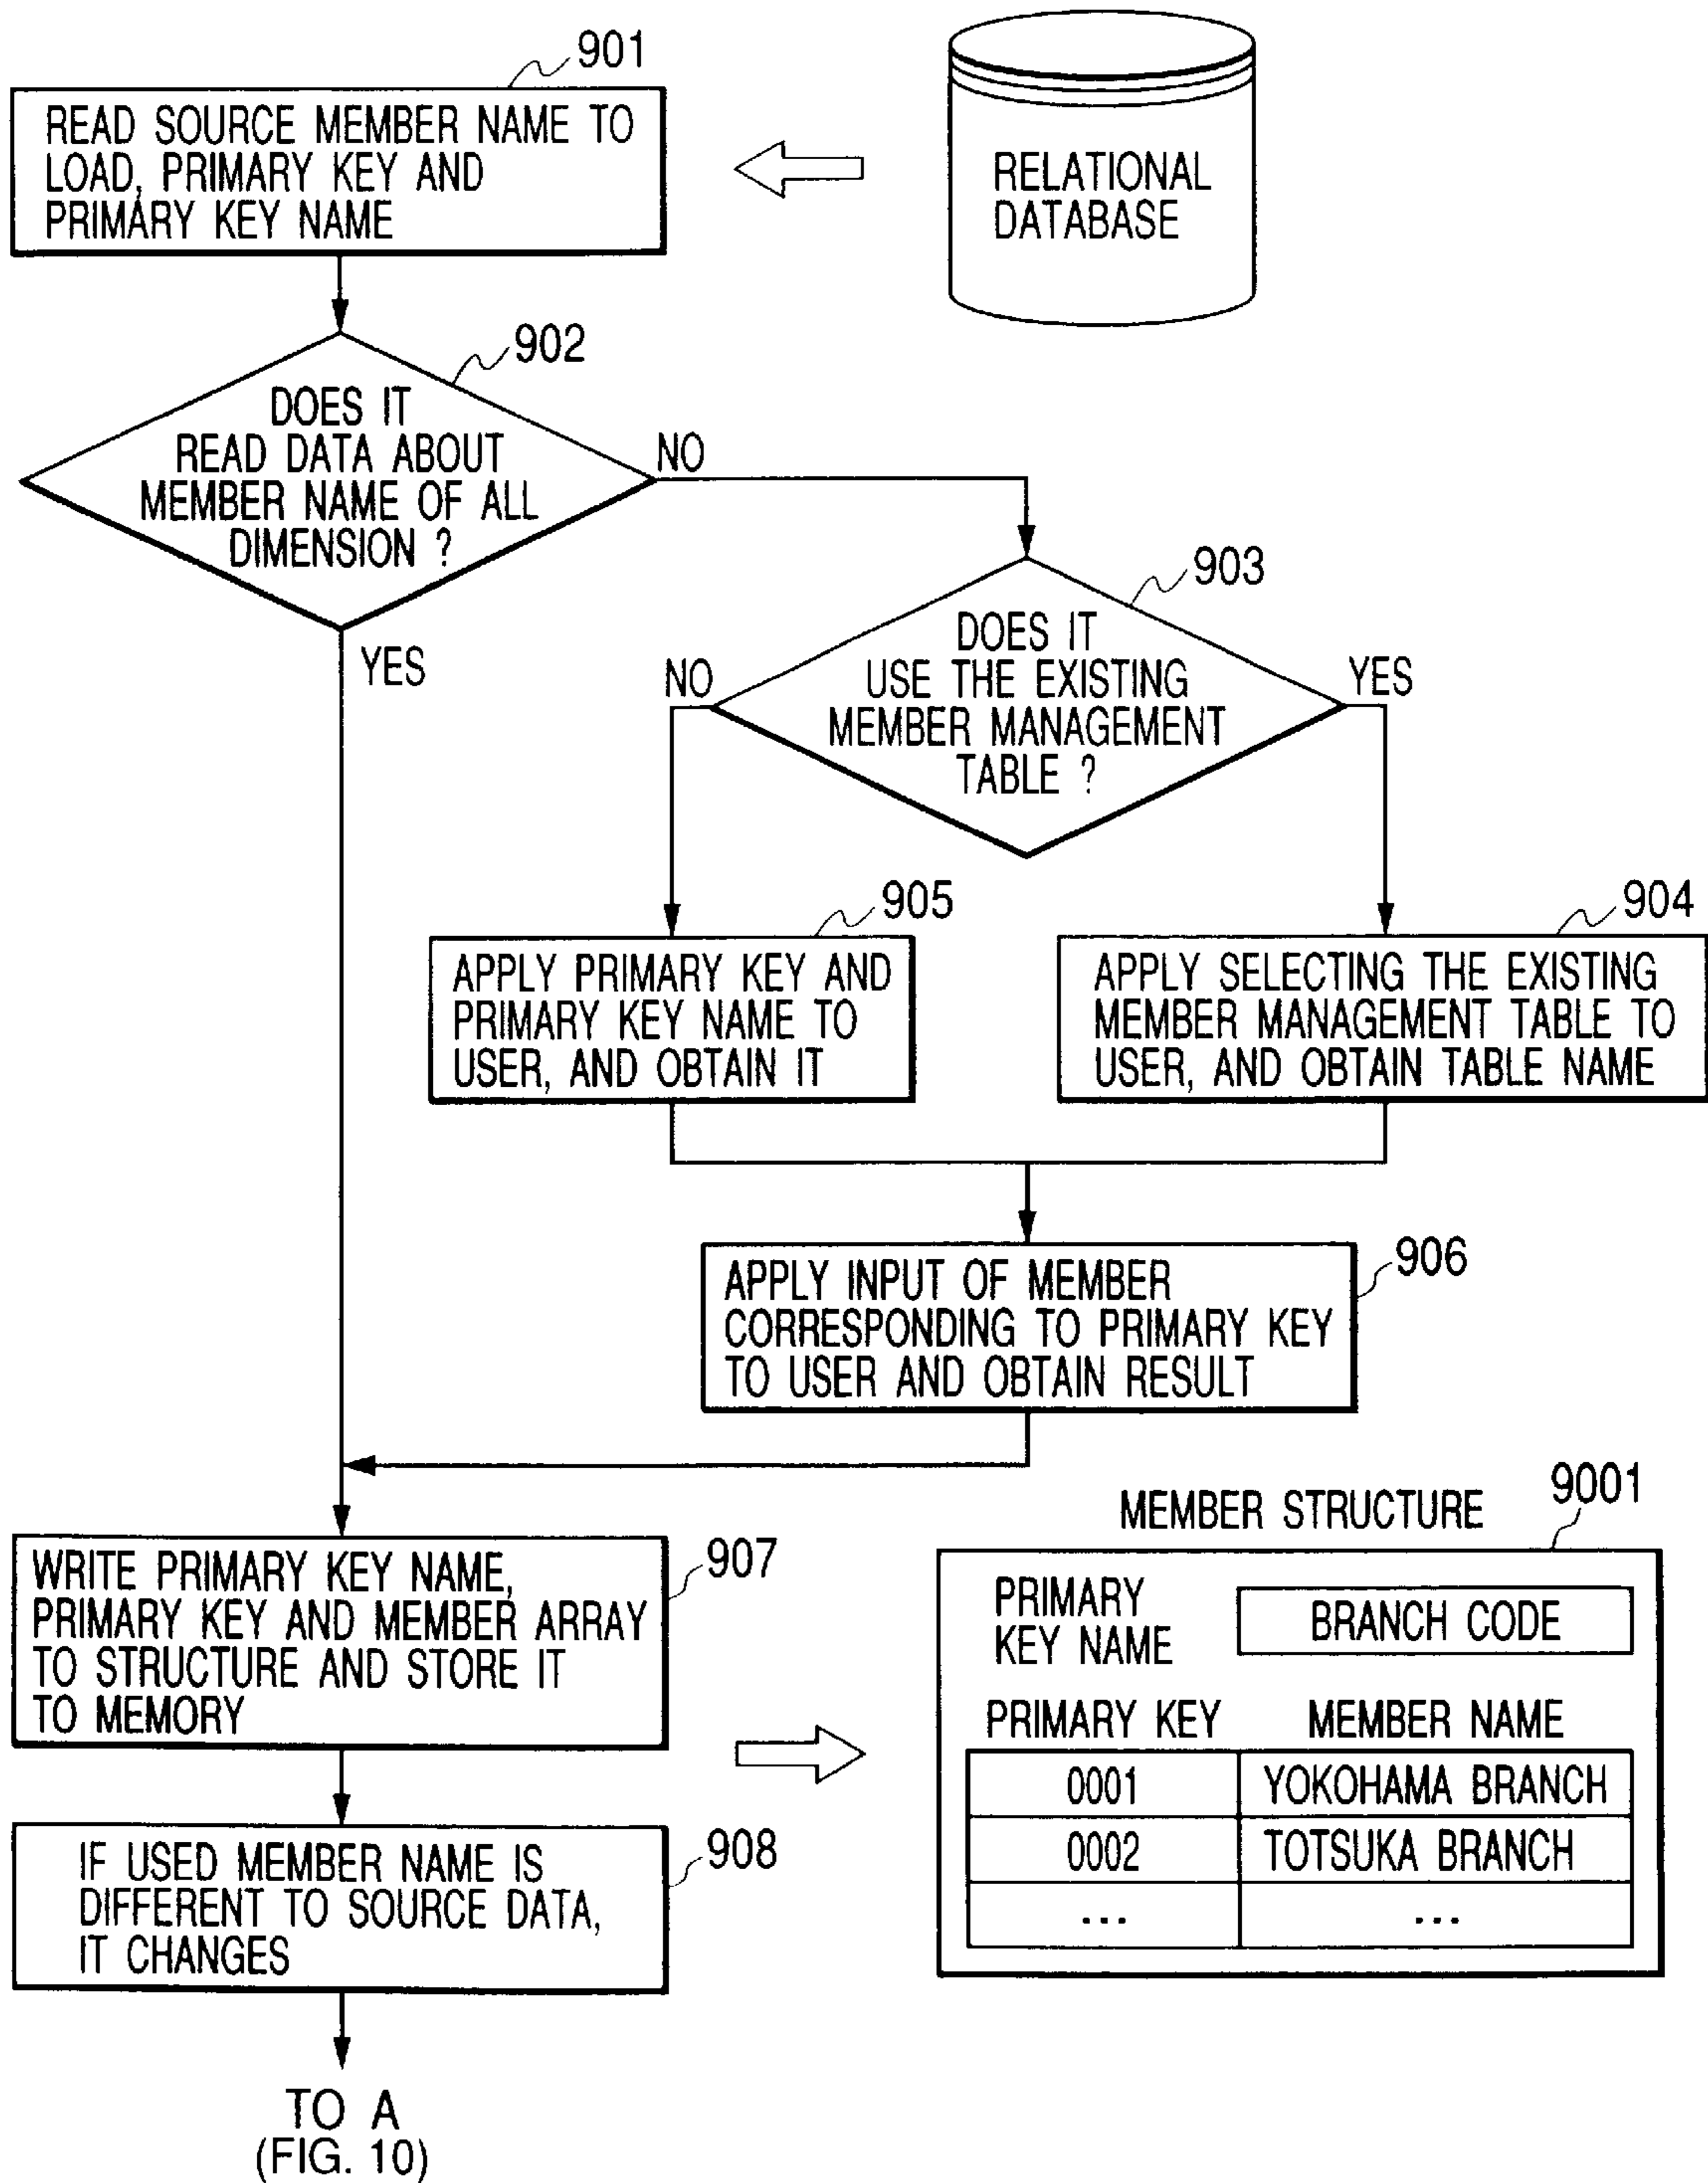 901
READ SOURCE MEMBER NAME TO
LOAD, PRIMARY KEY AND
PRIMARY KEY NAME
RELATIONAL
DATABASE
902
DOES IT
READ DATA ABOUT
MEMBER NAME OF ALL
DIMENSION ?
NO
YES
903
DOES IT
USE THE EXISTING
MEMBER MANAGEMENT
TABLE ?
NO
YES
905
APPLY PRIMARY KEY AND
PRIMARY KEY NAME TO
USER, AND OBTAIN IT
904
APPLY SELECTING THE EXISTING
MEMBER MANAGEMENT TABLE TO
USER, AND OBTAIN TABLE NAME
906
APPLY INPUT OF MEMBER
CORRESPONDING TO PRIMARY KEY
TO USER AND OBTAIN RESULT
907
WRITE PRIMARY KEY NAME,
PRIMARY KEY AND MEMBER ARRAY
TO STRUCTURE AND STORE IT
TO MEMORY
MEMBER STRUCTURE
9001
PRIMARY
KEY NAME
BRANCH CODE
PRIMARY KEY MEMBER NAME
0001 YOKOHAMA BRANCH
0002 TOTSUKA BRANCH
... ...
908
IF USED MEMBER NAME IS
DIFFERENT TO SOURCE DATA,
IT CHANGES
TO A
(FIG. 10)